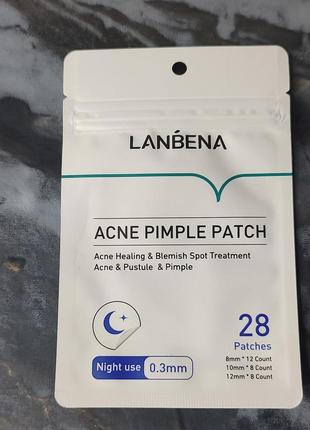 LANBENA
ACNE PIMPLE PATCH
Acne Healing & Blemish Spot Treatment
Acne & Pustule & Pimple
28
Patches
8mm * 12 Count
10mm * 8 Count
12mm * 8 Count
Night use 0.3mm